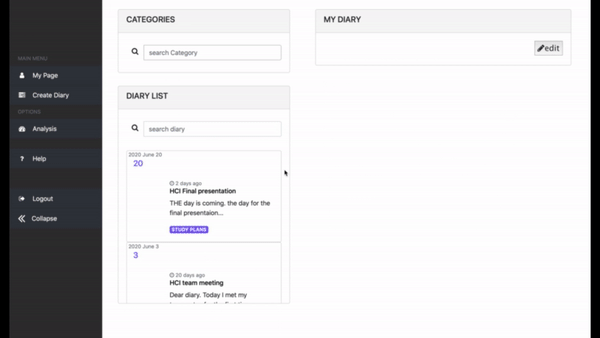 MAIN MENU
My Page
Create Diary
OPTIONS
Analysis
Help
Logout
Collapse
CATEGORIES
search Category
DIARY LIST
search diary
2020 June 20
20
2 days ago
HCI Final presentation
THE day is coming. the day for the
final presentaion...
STUDY PLANS
2020 June 3
3
20 days ago
HCI team meeting
Dear diary. Today I met my
MY DIARY
edit